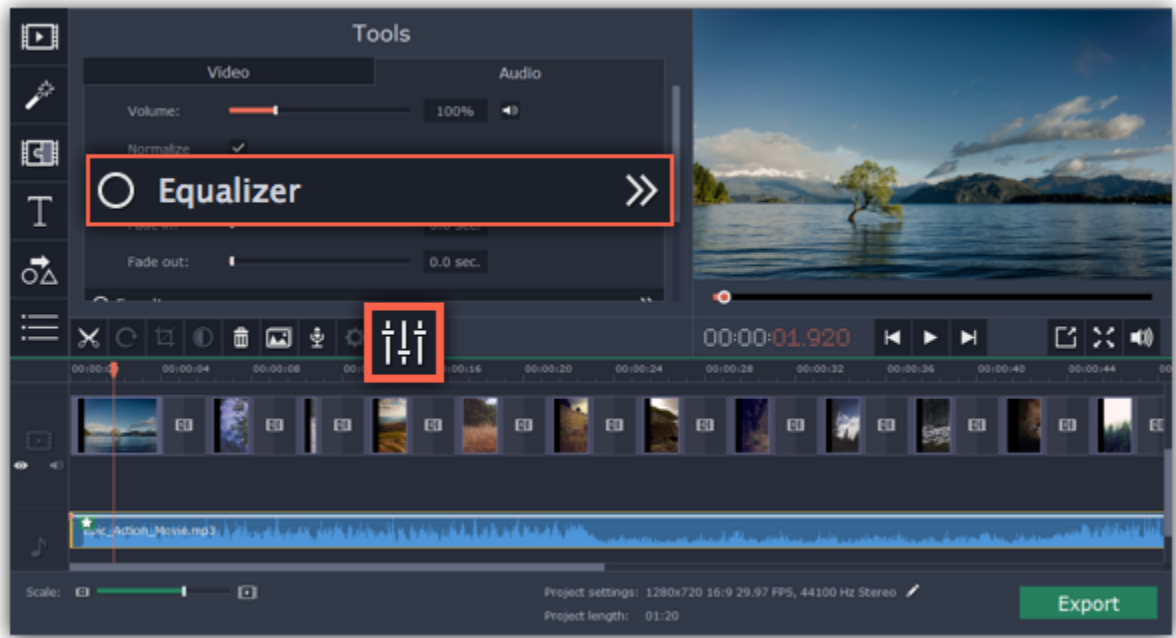 Tools
Video
Audio
Volume:
100%
Normalize
Equalizer
Fade out:
0.0 sec.
T
00:00:01.920
00:00:04
00:00:08
00:00:20
00:00:24
00:00:28
00:00:32
00:00:36
00:00:40
00:00:44
Epic_Action_Movie.mp3
Scale:
Project settings: 1280x720 16:9 29.97 FPS, 44100 Hz Stereo
Project length: 01:20
Export